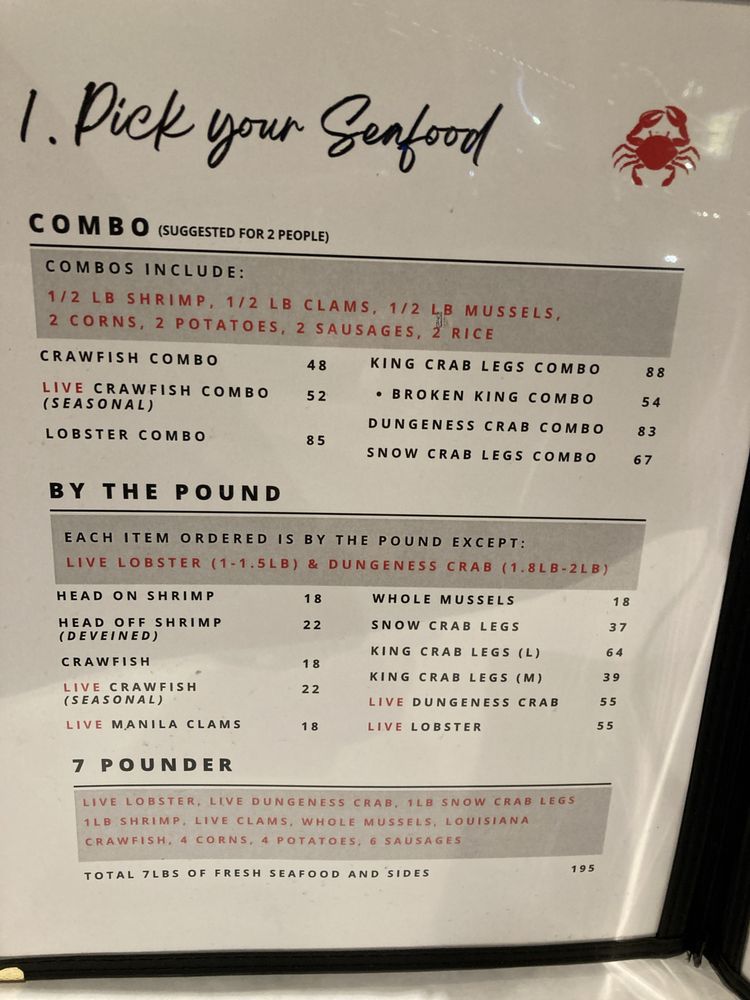 1. Pick your Seafood
COMBO (SUGGESTED FOR 2 PEOPLE)
COMBOS INCLUDE:
1/2 LB SHRIMP, 1/2 LB CLAMS, 1/2 LB MUSSELS,
2 CORNS, 2 POTATOES, 2 SAUSAGES, 2 RICE
CRAWFISH COMBO 48
LIVE CRAWFISH COMBO 52
(SEASONAL)
LOBSTER COMBO 85
KING CRAB LEGS COMBO 88
• BROKEN KING COMBO 54
DUNGENESS CRAB COMBO 83
SNOW CRAB LEGS COMBO 67
BY THE POUND
EACH ITEM ORDERED IS BY THE POUND EXCEPT:
LIVE LOBSTER (1-1.5LB) & DUNGENESS CRAB (1.8LB-2LB)
HEAD ON SHRIMP 18
HEAD OFF SHRIMP 22
(DEVEINED)
CRAWFISH 18
LIVE CRAWFISH 22
(SEASONAL)
LIVE MANILA CLAMS 18
WHOLE MUSSELS 18
SNOW CRAB LEGS 37
KING CRAB LEGS (L) 64
KING CRAB LEGS (M) 39
LIVE DUNGENESS CRAB 55
LIVE LOBSTER 55
7 POUNDER
LIVE LOBSTER, LIVE DUNGENESS CRAB, 1LB SNOW CRAB LEGS
1LB SHRIMP, LIVE CLAMS, WHOLE MUSSELS, LOUISIANA
CRAWFISH, 4 CORNS, 4 POTATOES, 6 SAUSAGES
TOTAL 7LBS OF FRESH SEAFOOD AND SIDES 195